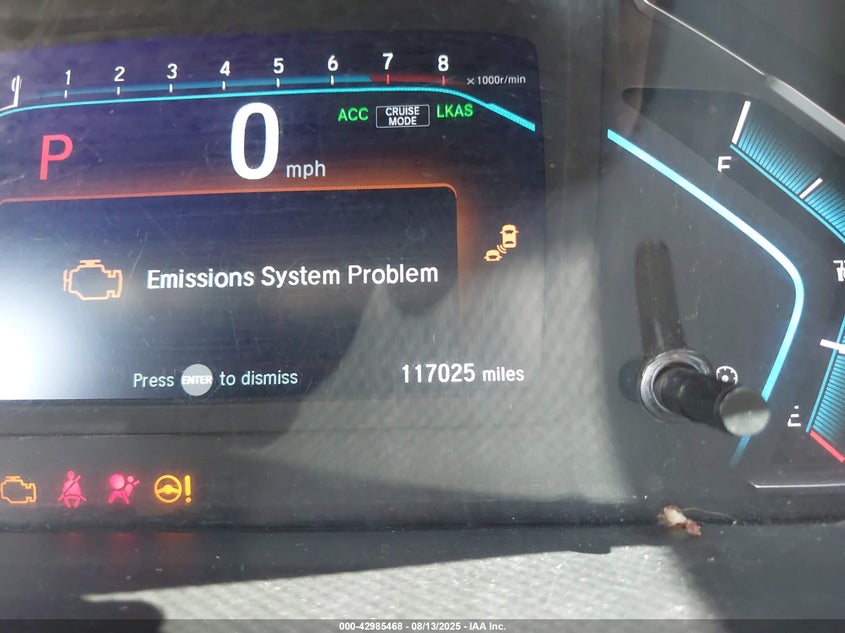 1 2 3 4 5 6 7 8
×1000r/min
P 0 mph
ACC CRUISE MODE LKAS
F
Emissions System Problem
Press ENTER to dismiss
117025 miles
E
000-42985468 - 08/13/2025 - IAA Inc.